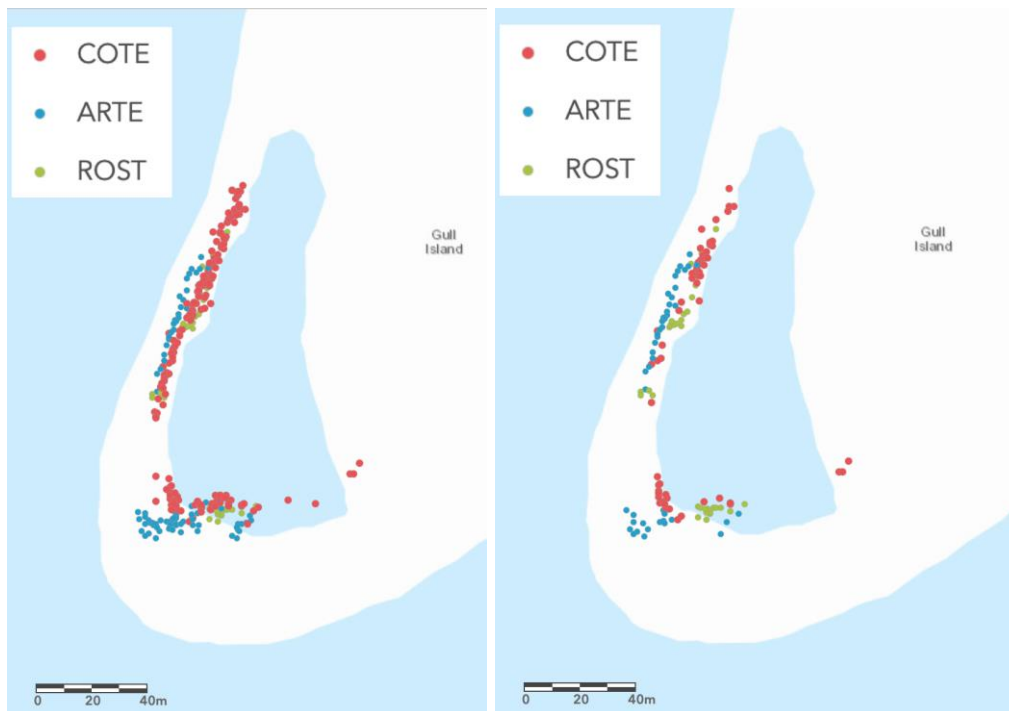 COTE
ARTE
ROST
Gull
Island
0 20 40m
COTE
ARTE
ROST
Gull
Island
0 20 40m